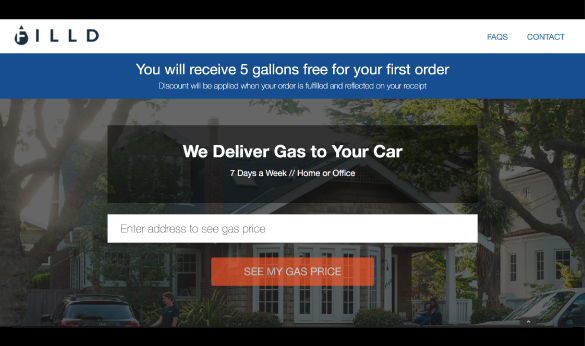 FILLD
FAQS
CONTACT
You will receive 5 gallons free for your first order
Discount will be applied when your order is fulfilled and reflected on your receipt
We Deliver Gas to Your Car
7 Days a Week // Home or Office
Enter address to see gas price
SEE MY GAS PRICE